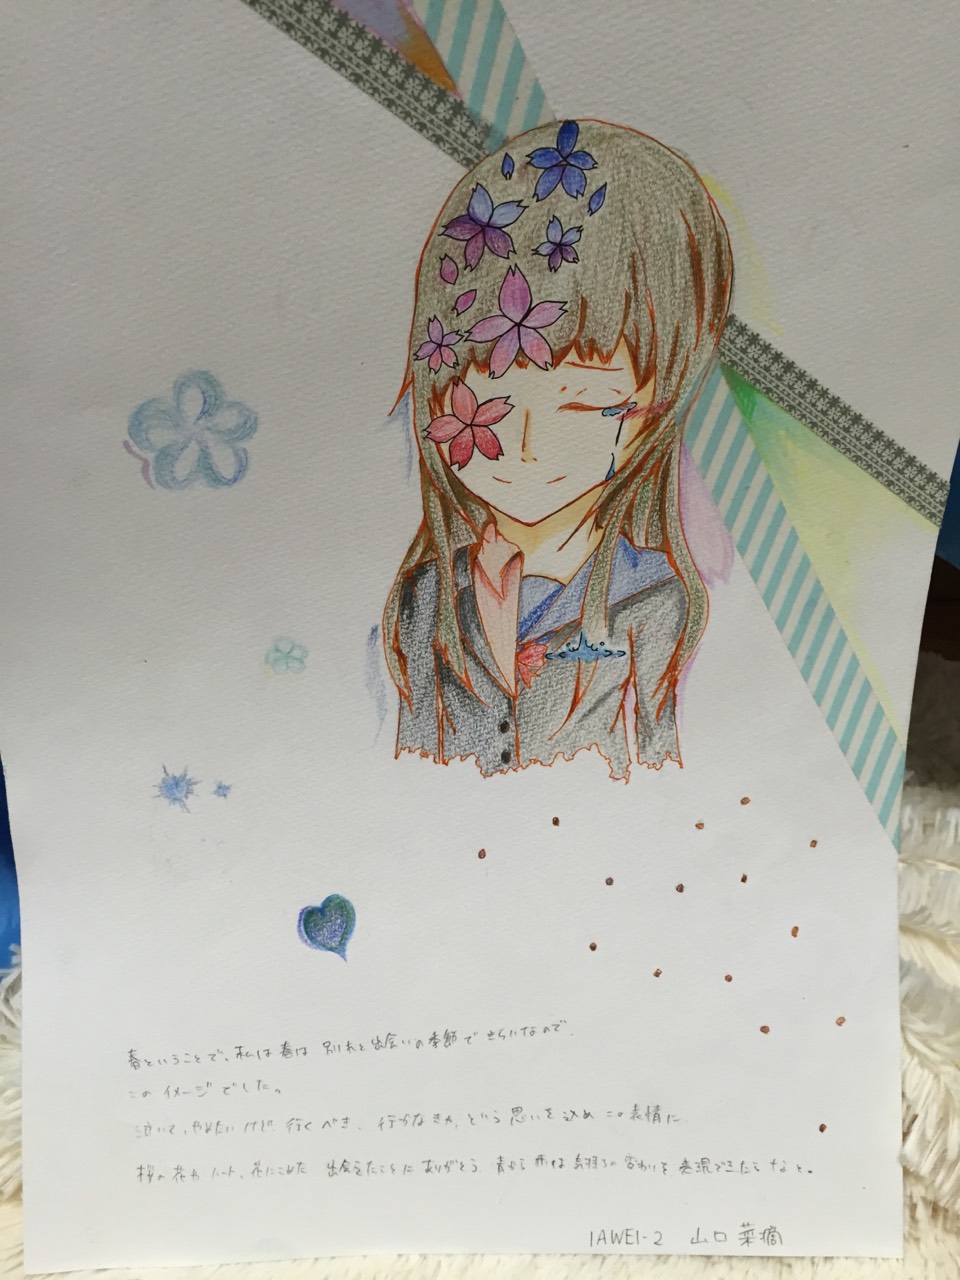 春ということで、私は春は 別れと出会いの季節で きらいなので、
このイメージでした。
泣いて、やめたいけど 行くべき、行かなきゃ、という思いを込め この表情に
桜の花や ハート、花にこめた 出会えたことに ありがとう、青から 赤は 気持ちの変わりを 表現できたら なと。
1AWE1-2 山口 菜摘